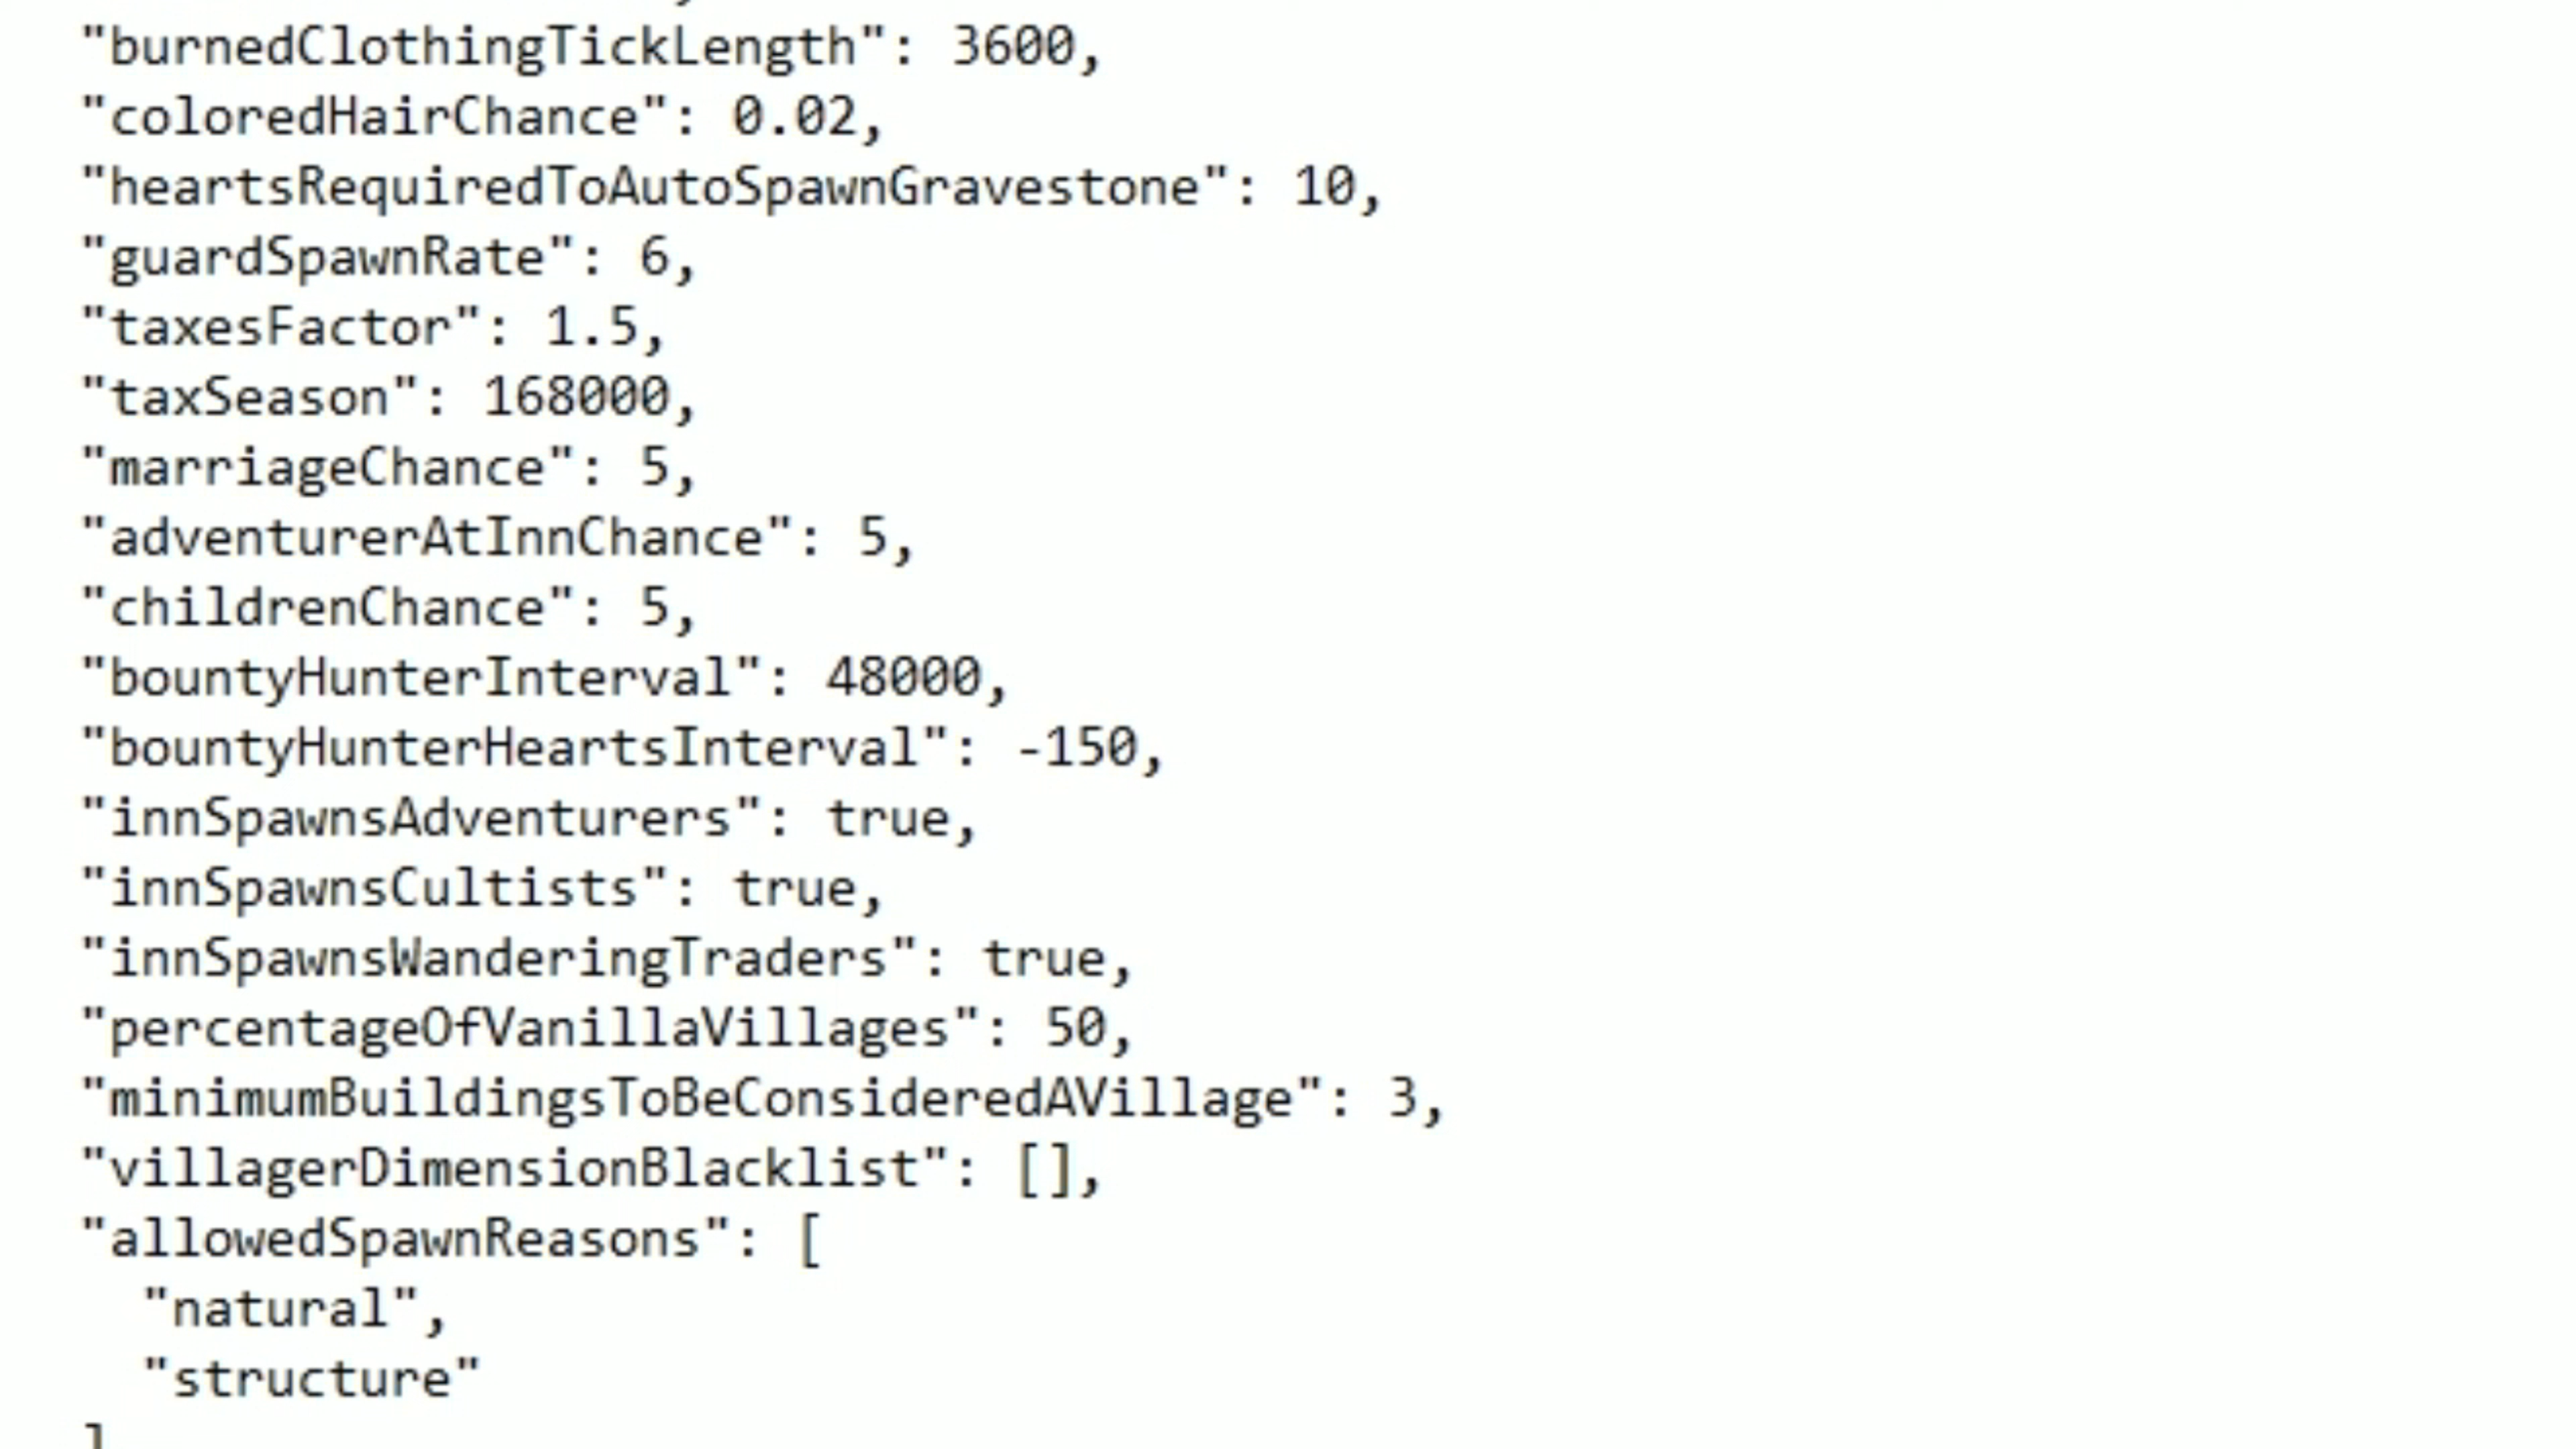 "burnedClothingTickLength": 3600,
"coloredHairChance": 0.02,
"heartsRequiredToAutoSpawnGravestone": 10,
"guardSpawnRate": 6,
"taxesFactor": 1.5,
"taxSeason": 168000,
"marriageChance": 5,
"adventurerAtInnChance": 5,
"childrenChance": 5,
"bountyHunterInterval": 48000,
"bountyHunterHeartsInterval": -150,
"innSpawnsAdventurers": true,
"innSpawnsCultists": true,
"innSpawnsWanderingTraders": true,
"percentageOfVanillaVillages": 50,
"minimumBuildingsToBeConsideredAVillage": 3,
"villagerDimensionBlacklist": [],
"allowedSpawnReasons": [
"natural",
"structure"
]